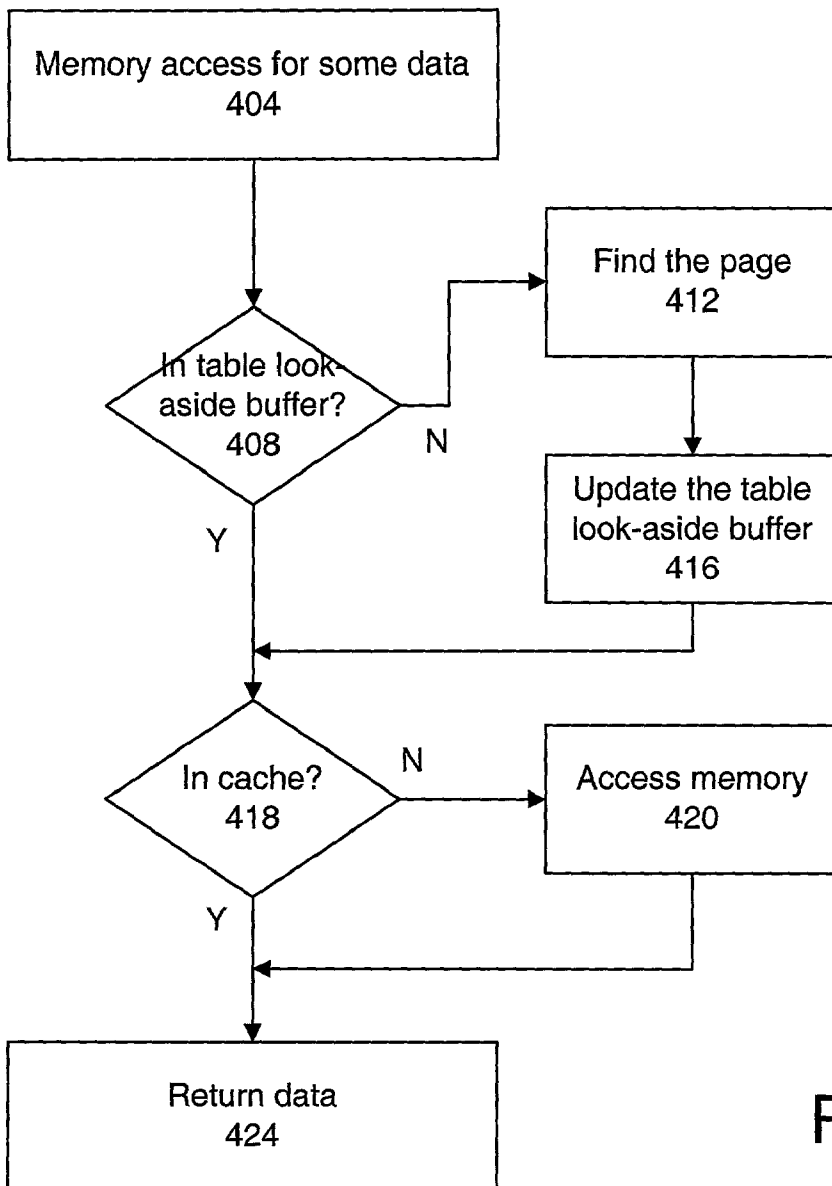 Memory access for some data
404
Find the page
412
In table look-
aside buffer?
408
N
Update the table
look-aside buffer
416
Y
In cache?
418
N
Access memory
420
Y
Return data
424
F